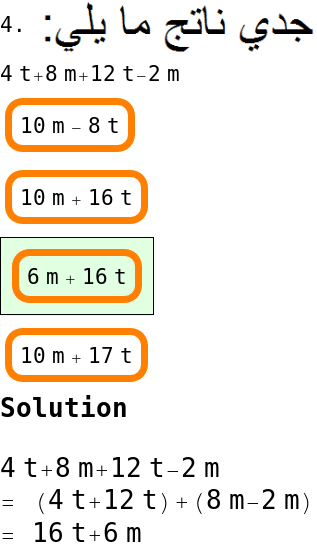 4. جدي ناتج ما يلي:
4 t+8 m+12 t−2 m
10 m − 8 t
10 m + 16 t
6 m + 16 t
10 m + 17 t
Solution
4 t+8 m+12 t−2 m
= (4 t+12 t)+(8 m−2 m)
= 16 t+6 m